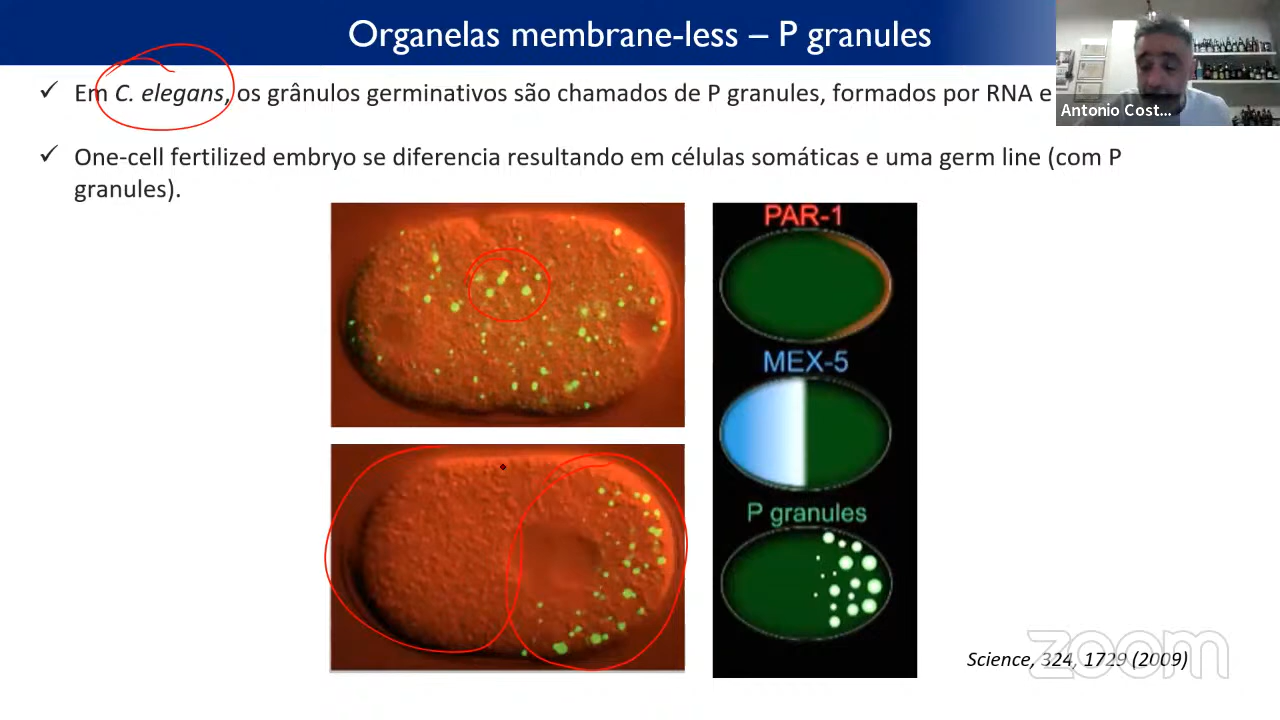 Organelas membrane-less – P granules
✓ Em C. elegans, os grânulos germinativos são chamados de P granules, formados por RNA e
Antonio Cost...
✓ One-cell fertilized embryo se diferencia resultando em células somáticas e uma germ line (com P
granules).
PAR-1
MEX-5
P granules
Science, 324, 1729 (2009)
zoom